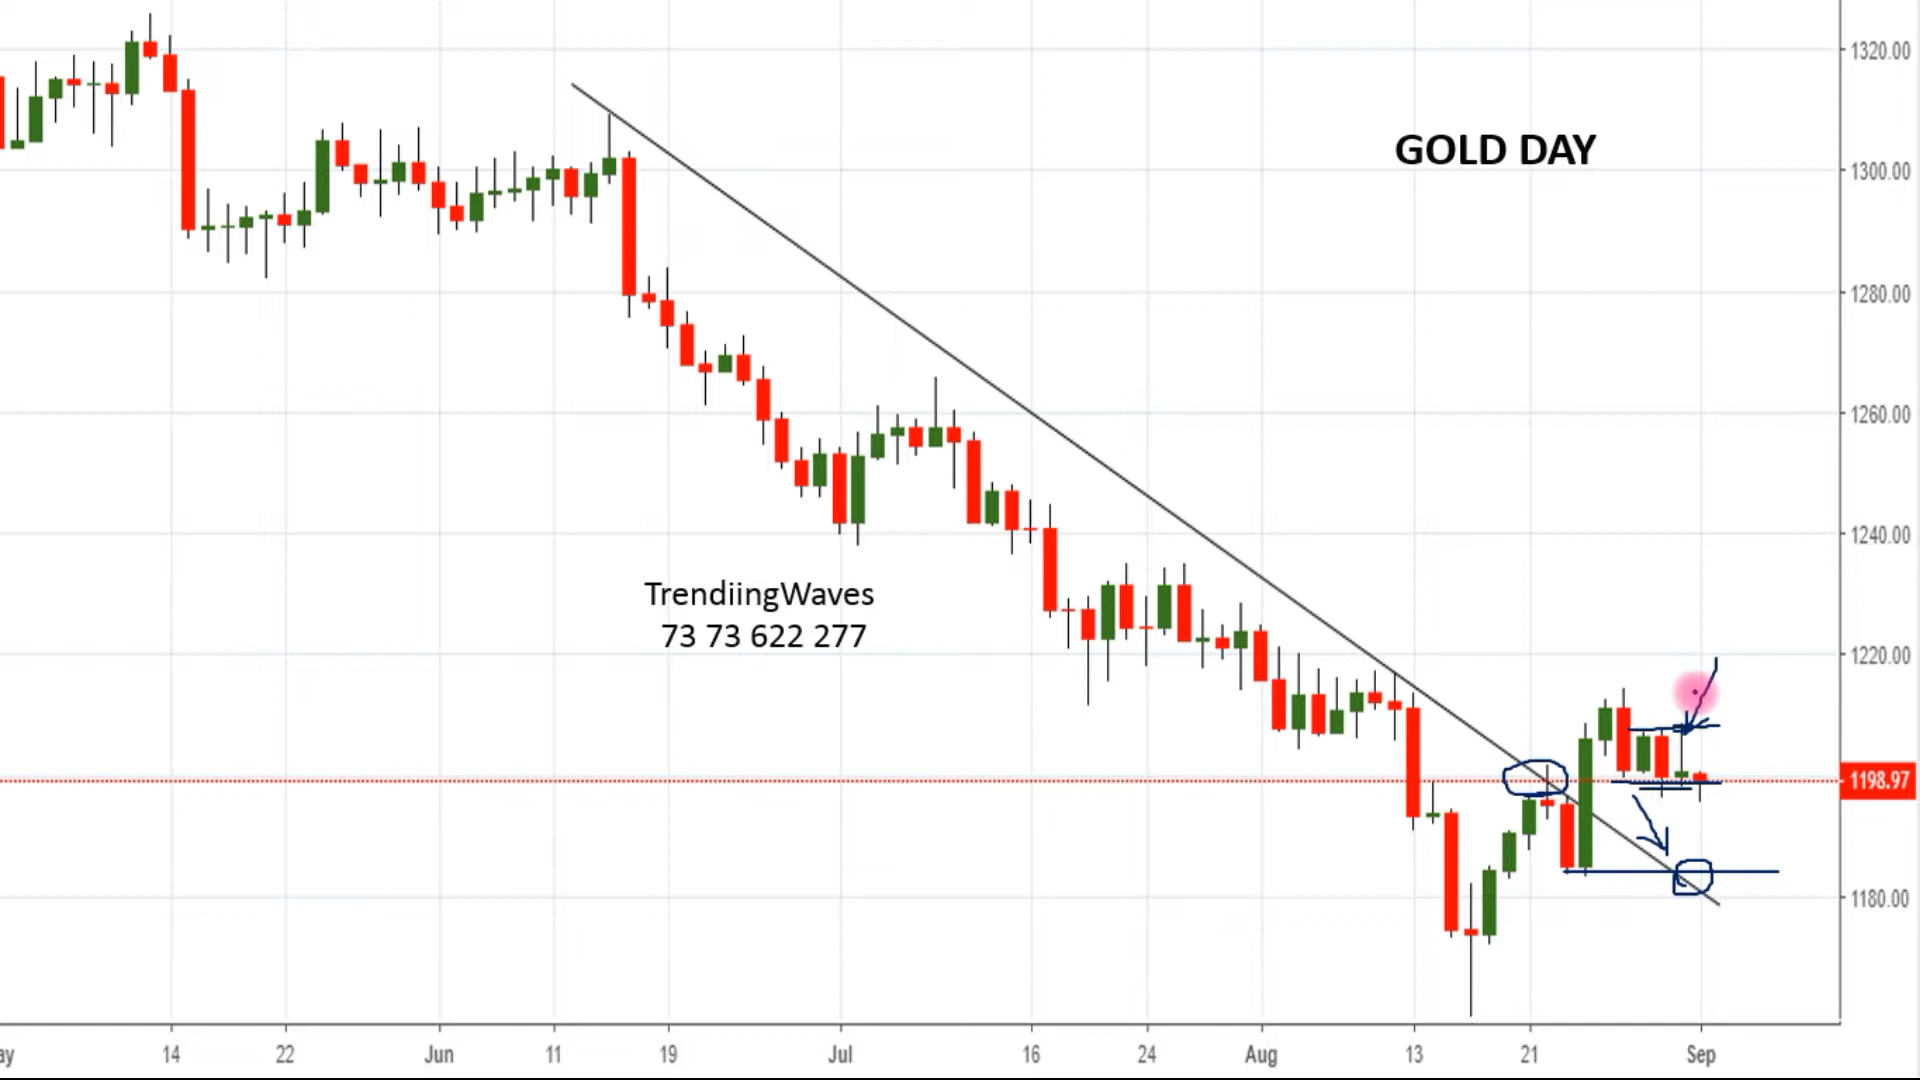 1320.00
GOLD DAY
1300.00
1280.00
1260.00
1240.00
TrendiingWaves
73 73 622 277
1220.00
1198.97
1180.00
ay 14 22 Jun 11 19 Jul 16 24 Aug 13 21 Sep